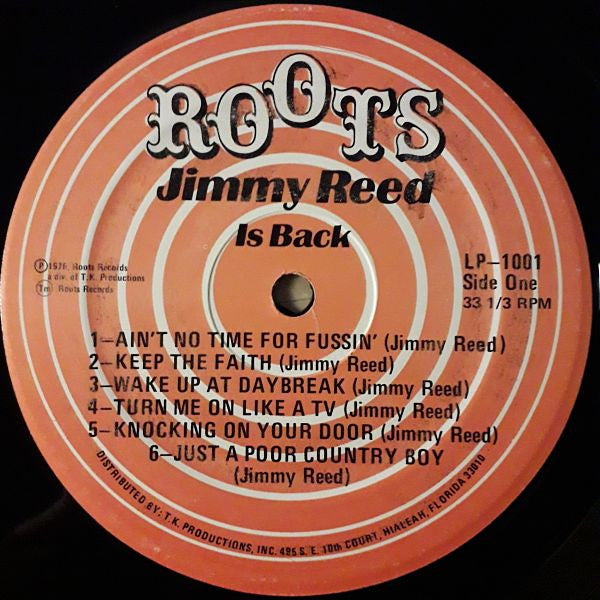 ROOTS
Jimmy Reed
Is Back
Ⓟ1976, Roots Records
a div. of T.K. Productions
Tm Roots Records
LP-1001
Side One
33 1/3 RPM
1-AIN'T NO TIME FOR FUSSIN' (Jimmy Reed)
2-KEEP THE FAITH (Jimmy Reed)
3-WAKE UP AT DAYBREAK (Jimmy Reed)
4-TURN ME ON LIKE A TV (Jimmy Reed)
5-KNOCKING ON YOUR DOOR (Jimmy Reed)
6-JUST A POOR COUNTRY BOY
(Jimmy Reed)
DISTRIBUTED BY: T.K. PRODUCTIONS, INC. 495 S. E. 10th COURT, HIALEAH, FLORIDA 33010